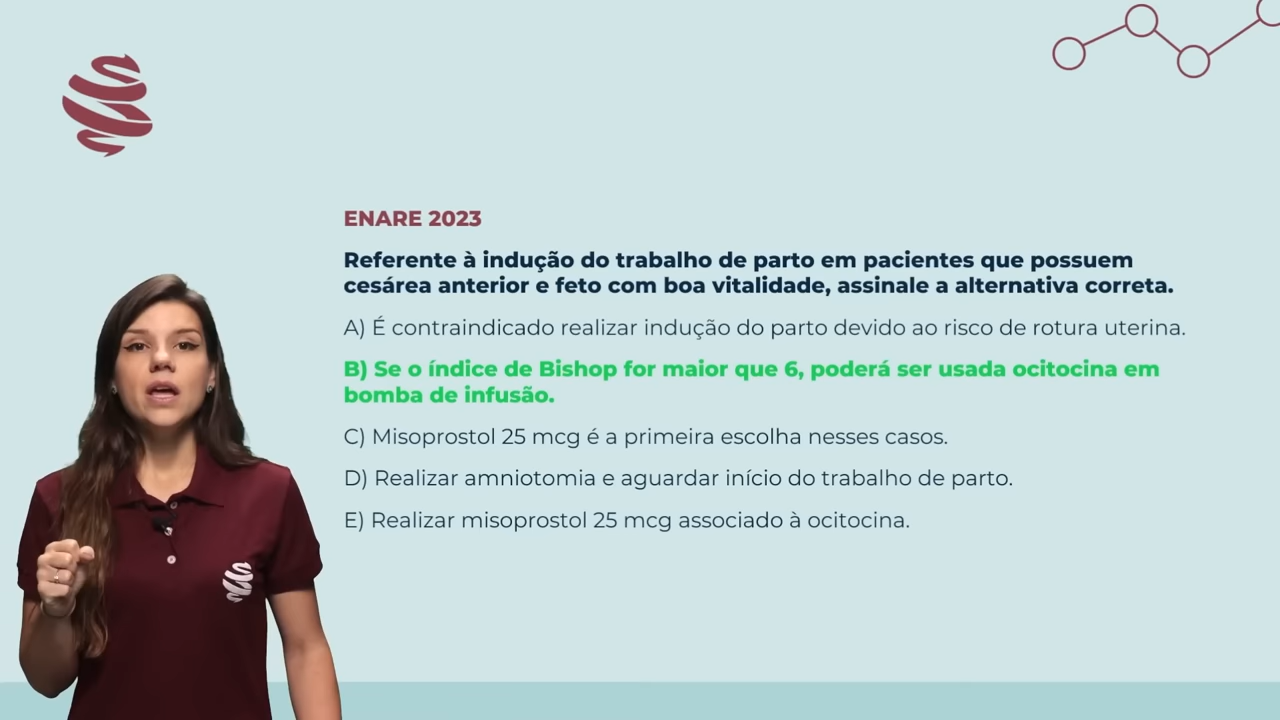 ENARE 2023
Referente à indução do trabalho de parto em pacientes que possuem
cesárea anterior e feto com boa vitalidade, assinale a alternativa correta.
A) É contraindicado realizar indução do parto devido ao risco de rotura uterina.
B) Se o índice de Bishop for maior que 6, poderá ser usada ocitocina em
bomba de infusão.
C) Misoprostol 25 mcg é a primeira escolha nesses casos.
D) Realizar amniotomia e aguardar início do trabalho de parto.
E) Realizar misoprostol 25 mcg associado à ocitocina.